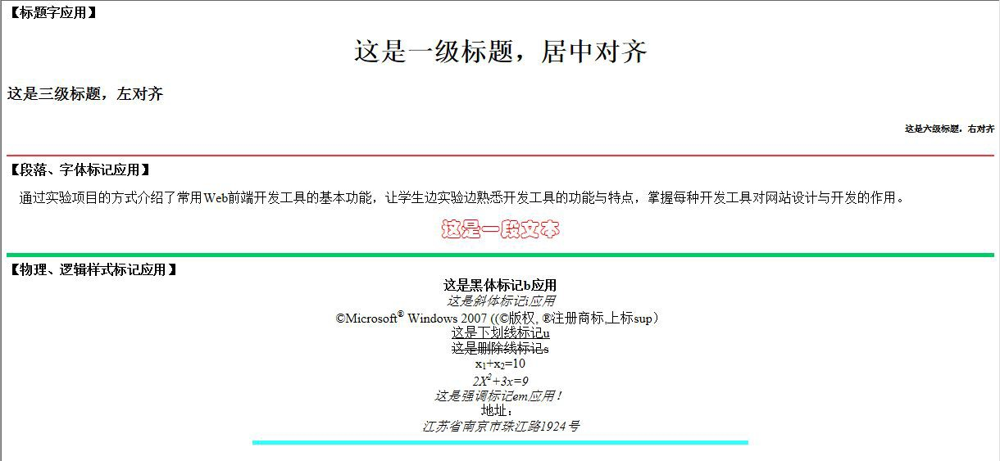 【标题字应用】
这是一级标题，居中对齐
这是三级标题，左对齐
这是六级标题，右对齐
【段落、字体标记应用】
通过实验项目的方式介绍了常用Web前端开发工具的基本功能，让学生边实验边熟悉开发工具的功能与特点，掌握每种开发工具对网站设计与开发的作用。
这是一段文本
【物理、逻辑样式标记应用】
这是黑体标记b应用
这是斜体标记i应用
©Microsoft® Windows 2007 ((©版权, ®注册商标,上标sup）
这是下划线标记u
这是删除线标记s
x₁+x₂=10
2X²+3x=9
这是强调标记em应用！
地址：
江苏省南京市珠江路1924号